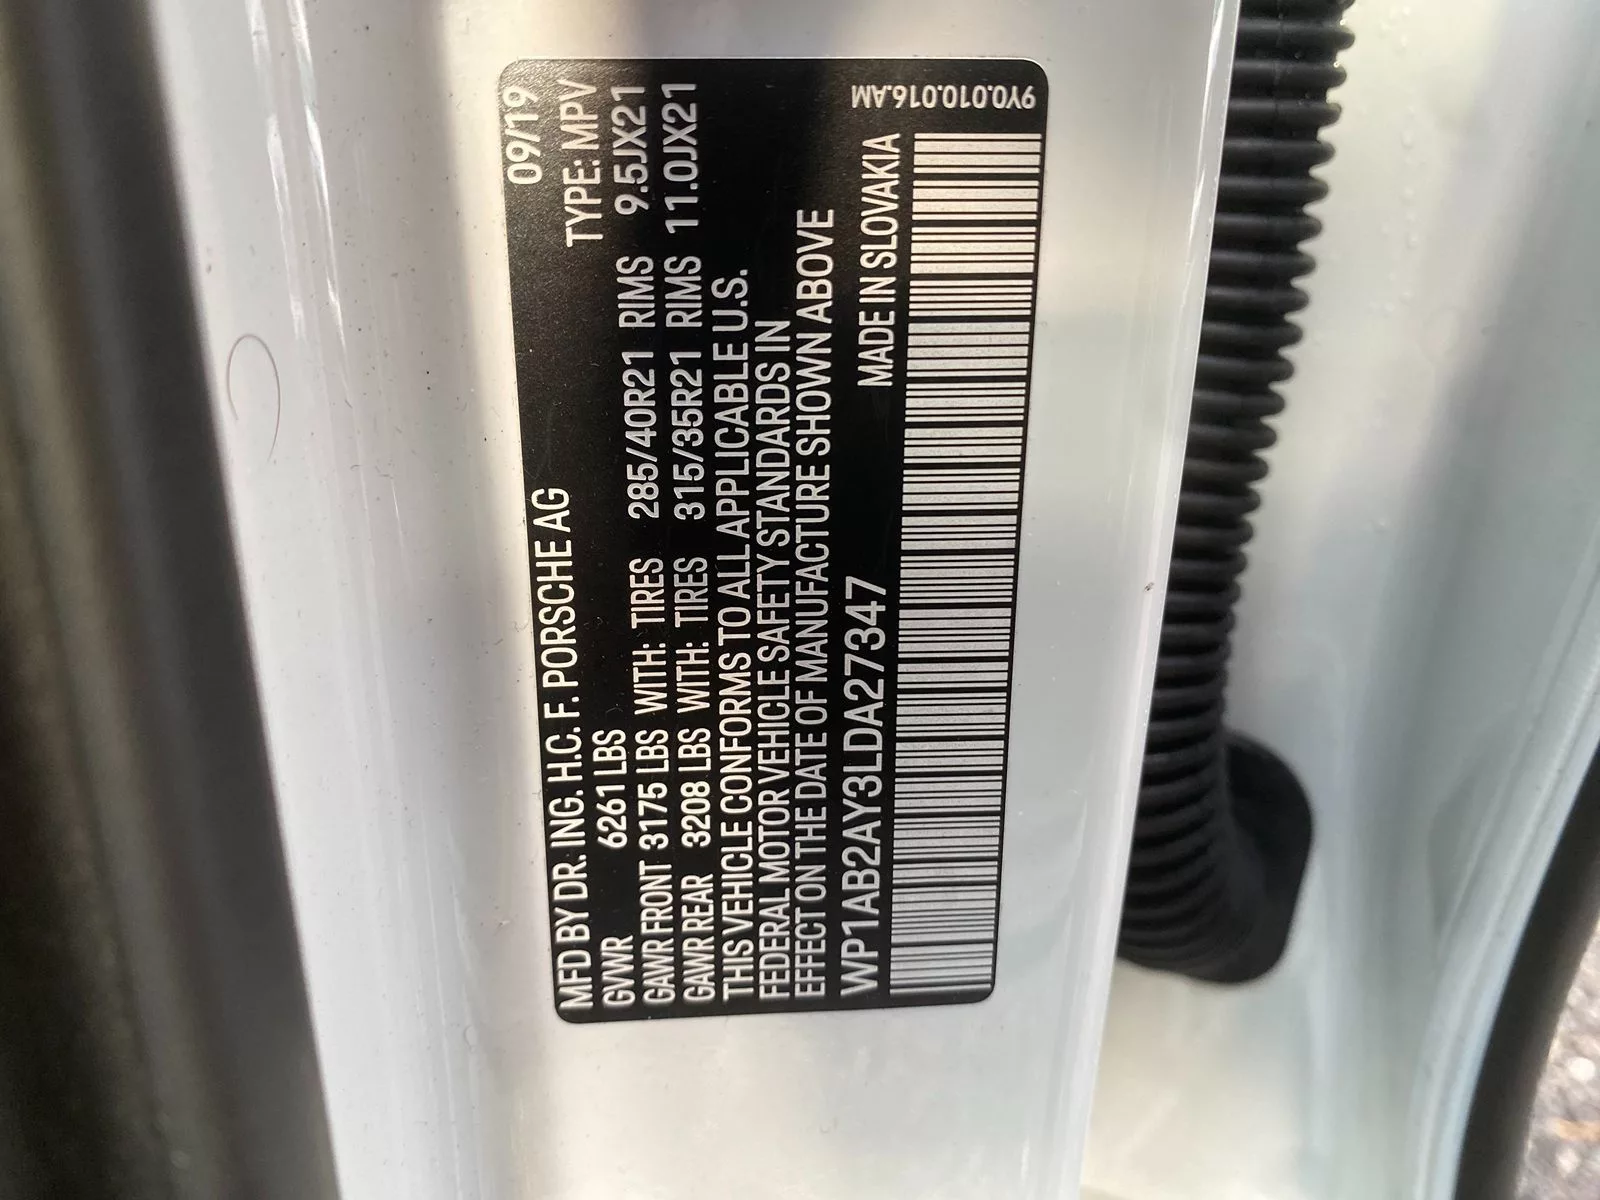 MFD BY DR. ING. H.C. F. PORSCHE AG 09/19
GVWR 6261 LBS TYPE: MPV
GAWR FRONT 3175 LBS WITH: TIRES 285/40R21 RIMS 9.5JX21
GAWR REAR 3208 LBS WITH: TIRES 315/35R21 RIMS 11.0JX21
THIS VEHICLE CONFORMS TO ALL APPLICABLE U.S.
FEDERAL MOTOR VEHICLE SAFETY STANDARDS IN
EFFECT ON THE DATE OF MANUFACTURE SHOWN ABOVE
WP1AB2AY3LDA27347 MADE IN SLOVAKIA
9Y0.010.016.AM